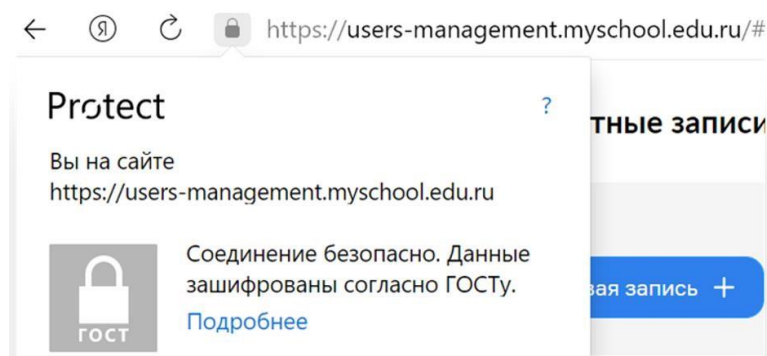 https://users-management.myschool.edu.ru/#
Protect
?
тные записи
Вы на сайте
https://users-management.myschool.edu.ru
Соединение безопасно. Данные
зашифрованы согласно ГОСТу.
вая запись +
Подробнее
ГОСТ